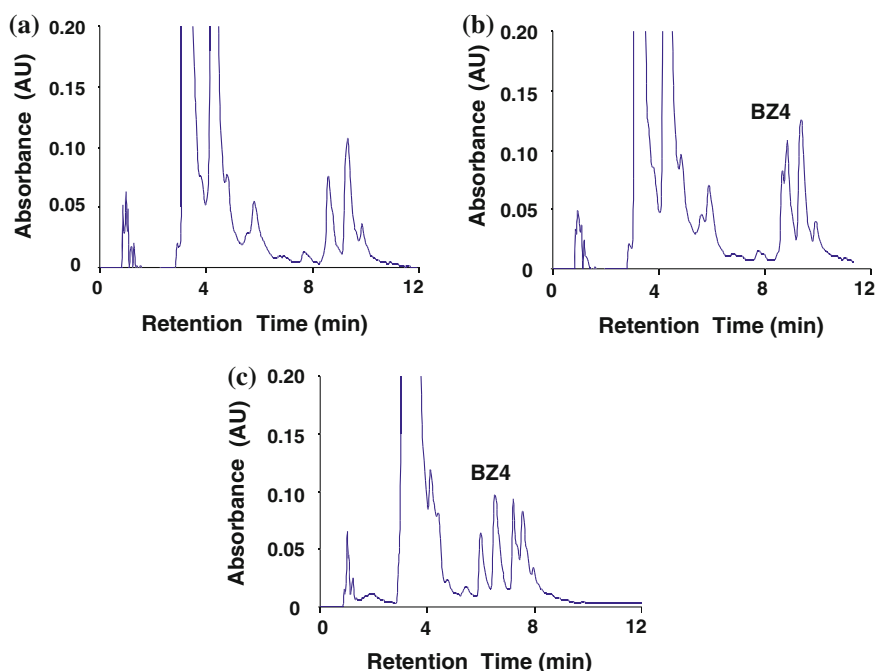 (a)
0.20
0.15
0.10
0.05
0
Absorbance (AU)
0 4 8 12
Retention Time (min)
(b)
0.20
0.15
0.10
0.05
0
Absorbance (AU)
BZ4
0 4 8 12
Retention Time (min)
(c)
0.20
0.15
0.10
0.05
0
Absorbance (AU)
BZ4
0 4 8 12
Retention Time (min)